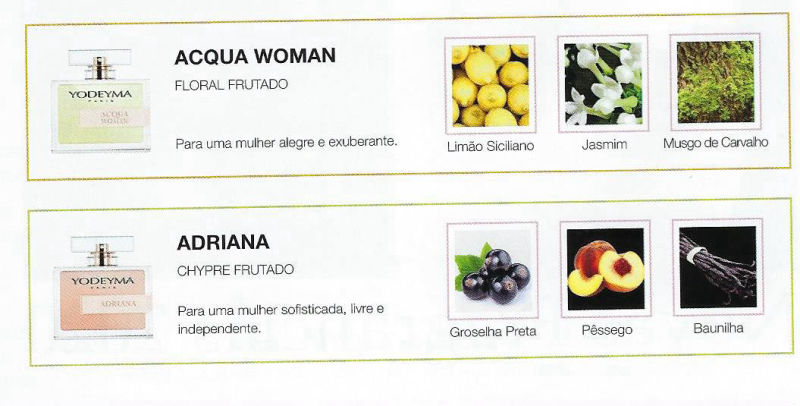 ACQUA WOMAN
FLORAL FRUTADO
YODEYMA
PARIS
ACQUA
WOMAN
Para uma mulher alegre e exuberante.
Limão Siciliano
Jasmim
Musgo de Carvalho
ADRIANA
CHYPRE FRUTADO
YODEYMA
PARIS
ADRIANA
Para uma mulher sofisticada, livre e
independente.
Groselha Preta
Pêssego
Baunilha